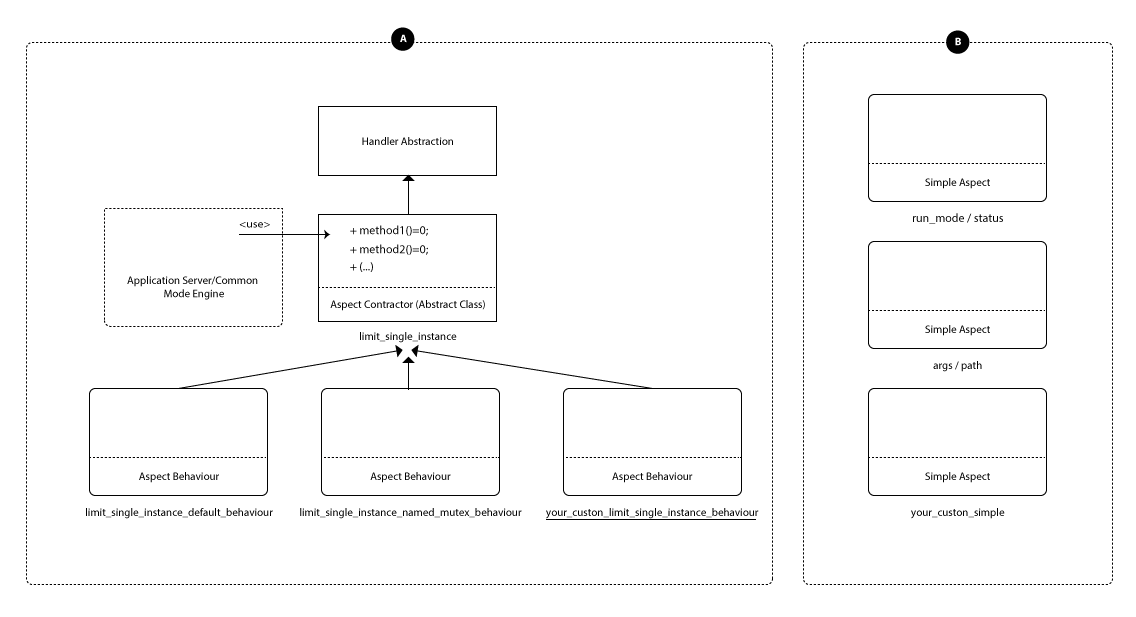 A
B
Handler Abstraction
<use>
+ method1()=0;
+ method2()=0;
+ (...)
Application Server/Common
Mode Engine
Aspect Contractor (Abstract Class)
limit_single_instance
Aspect Behaviour
limit_single_instance_default_behaviour
Aspect Behaviour
limit_single_instance_named_mutex_behaviour
Aspect Behaviour
your_custon_limit_single_instance_behaviour
Simple Aspect
run_mode / status
Simple Aspect
args / path
Simple Aspect
your_custon_simple